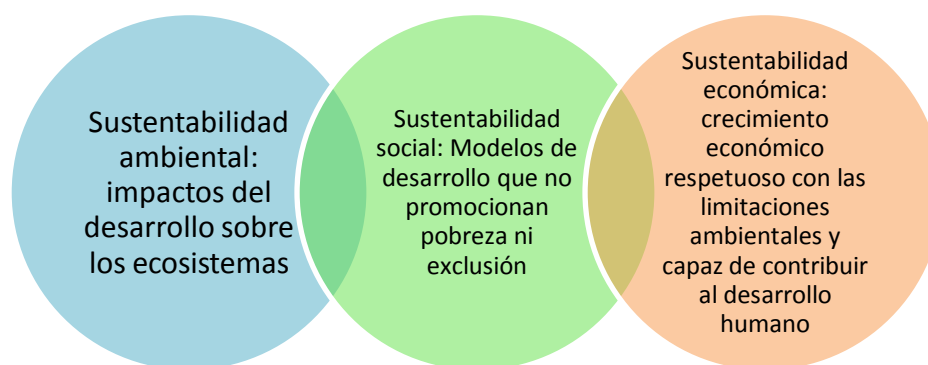 Sustentabilidad
ambiental:
impactos del
desarrollo sobre
los ecosistemas
Sustentabilidad
social: Modelos de
desarrollo que no
promocionan
pobreza ni
exclusión
Sustentabilidad
económica:
crecimiento
económico
respetuoso con las
limitaciones
ambientales y
capaz de contribuir
al desarrollo
humano